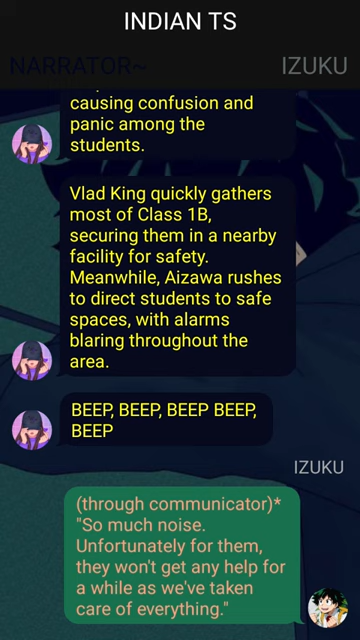 INDIAN TS
NARRATOR~
IZUKU
causing confusion and
panic among the
students.
Vlad King quickly gathers
most of Class 1B,
securing them in a nearby
facility for safety.
Meanwhile, Aizawa rushes
to direct students to safe
spaces, with alarms
blaring throughout the
area.
BEEP, BEEP, BEEP BEEP,
BEEP
IZUKU
(through communicator)*
"So much noise.
Unfortunately for them,
they won't get any help for
a while as we've taken
care of everything."